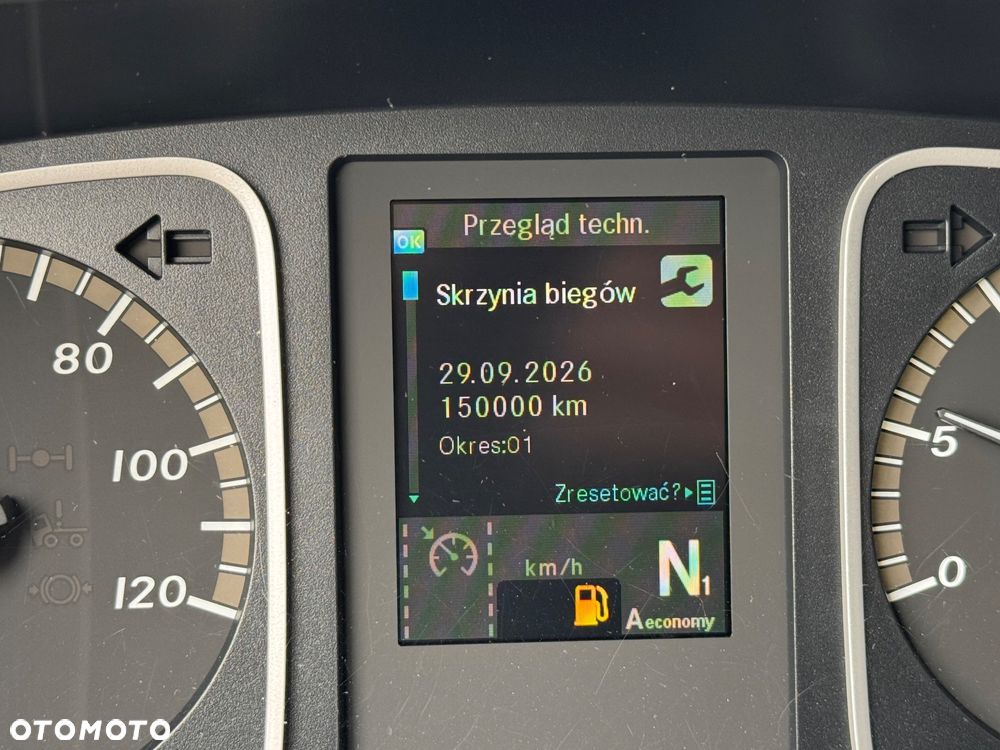 Przegląd techn.
OK
Skrzynia biegów
29.09.2026
150000 km
Okres:01
Zresetować?
km/h
N1
A economy
80
100
120
5
0
OTOMOTO